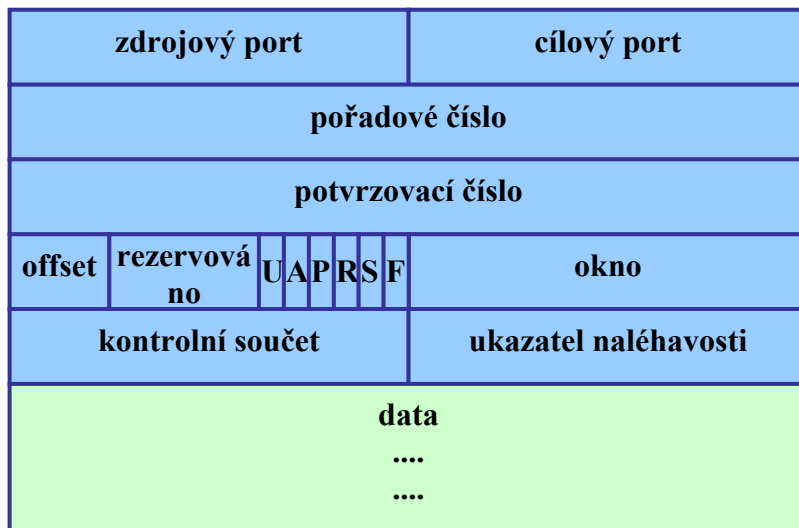 zdrojový port
cílový port
pořadové číslo
potvrzovací číslo
offset
rezervová
no
U
A
P
R
S
F
okno
kontrolní součet
ukazatel naléhavosti
data
....
....